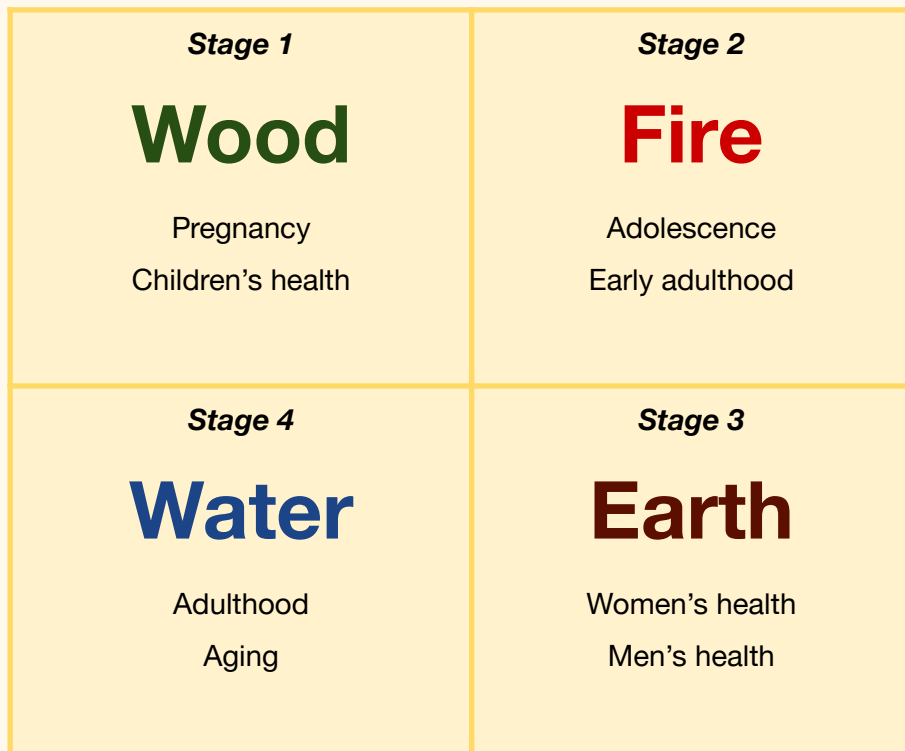 Stage 1
Wood
Pregnancy
Children’s health
Stage 2
Fire
Adolescence
Early adulthood
Stage 4
Water
Adulthood
Aging
Stage 3
Earth
Women’s health
Men’s health